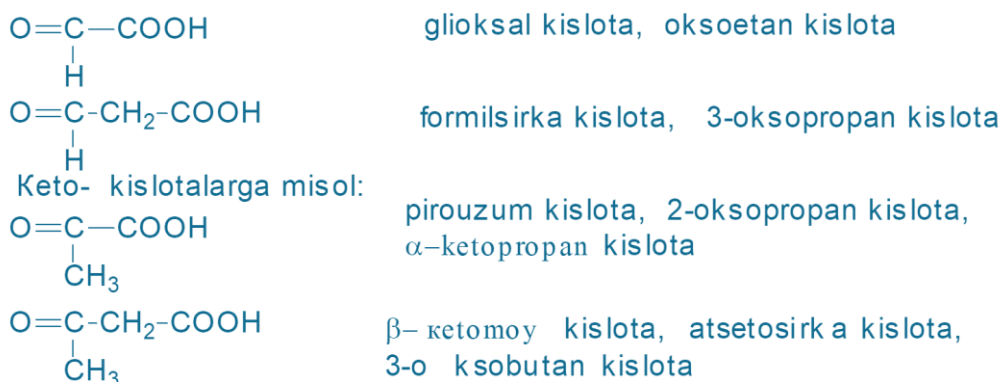 O=C—COOH glioksal kislota, oksoetan kislota
H
O=C-CH₂-COOH formilsirka kislota, 3-oksopropan kislota
H
Keto- kislotalarga misol:
pirouzum kislota, 2-oksopropan kislota,
O=C—COOH α–ketopropan kislota
CH₃
O=C-CH₂-COOH β– кetomoy kislota, atsetosirk a kislota,
CH₃ 3-o ksobutan kislota